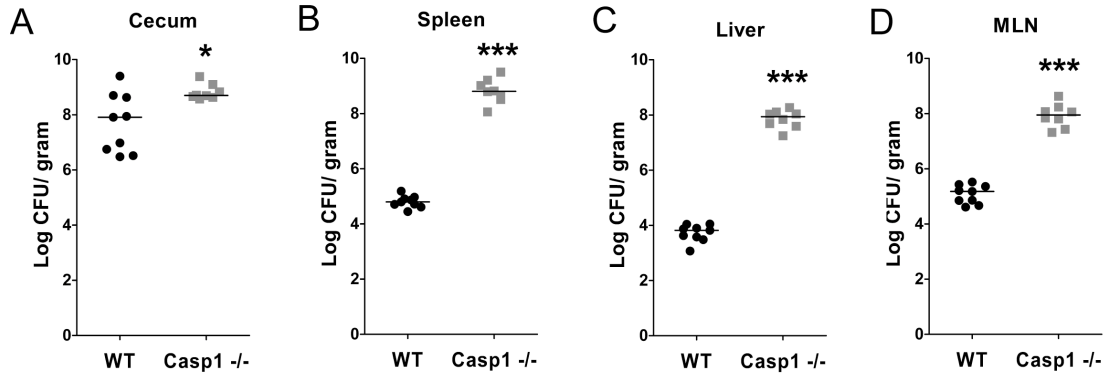 A
Cecum
*
Log CFU/ gram
10
8
6
4
2
0
WT Casp1 -/-
B
Spleen
***
Log CFU/ gram
10
8
6
4
2
0
WT Casp1 -/-
C
Liver
***
Log CFU/ gram
10
8
6
4
2
0
WT Casp1 -/-
D
MLN
***
Log CFU/ gram
10
8
6
4
2
0
WT Casp1 -/-